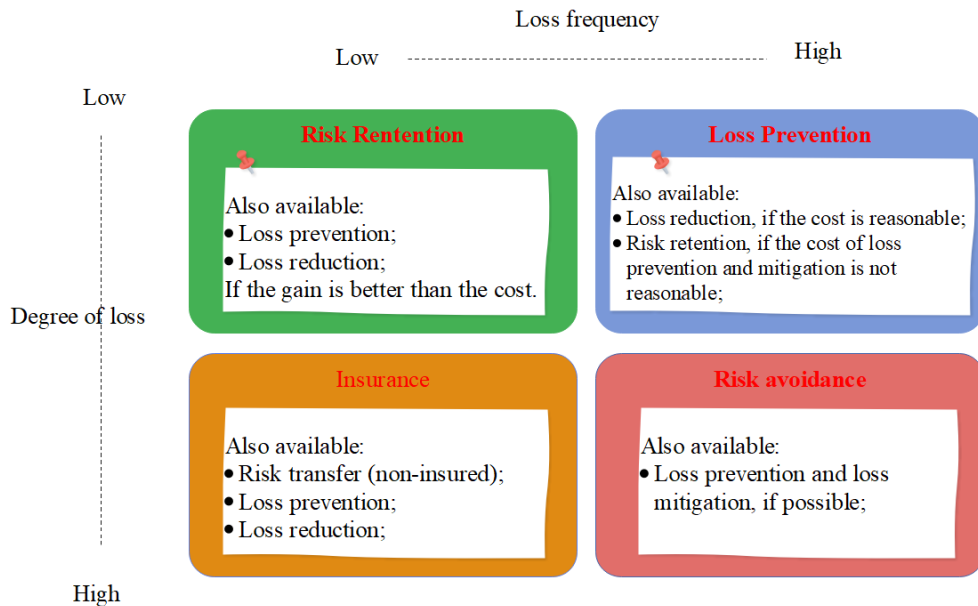 Loss frequency
Low
High
Low
Degree of loss
High
Risk Rentention
Also available:
• Loss prevention;
• Loss reduction;
If the gain is better than the cost.
Loss Prevention
Also available:
• Loss reduction, if the cost is reasonable;
• Risk retention, if the cost of loss
prevention and mitigation is not
reasonable;
Insurance
Also available:
• Risk transfer (non-insured);
• Loss prevention;
• Loss reduction;
Risk avoidance
Also available:
• Loss prevention and loss
mitigation, if possible;